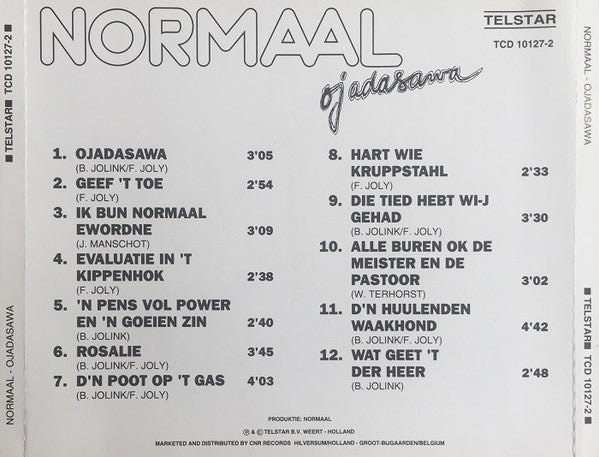 NORMAAL
ojadasawa
TELSTAR
TCD 10127-2
1. OJADASAWA 3'05
(B. JOLINK/F. JOLY)
2. GEEF 'T TOE 2'54
(F. JOLY)
3. IK BUN NORMAAL
EWORDNE 3'09
(J. MANSCHOT)
4. EVALUATIE IN 'T
KIPPENHOK 2'38
(F. JOLY)
5. 'N PENS VOL POWER
EN 'N GOEIEN ZIN 2'40
(B. JOLINK)
6. ROSALIE 3'45
(B. JOLINK/F. JOLY)
7. D'N POOT OP 'T GAS 4'03
(B. JOLINK/F. JOLY)
8. HART WIE
KRUPPSTAHL 2'33
(F. JOLY)
9. DIE TIED HEBT WI-J
GEHAD 3'30
(B. JOLINK/F. JOLY)
10. ALLE BUREN OK DE
MEISTER EN DE
PASTOOR 3'02
(W. TERHORST)
11. D'N HUULENDEN
WAAKHOND 4'42
(B. JOLINK/F. JOLY)
12. WAT GEET 'T
DER HEER 2'48
(B. JOLINK)
PRODUKTIE: NORMAAL
℗ & © TELSTAR B.V. WEERT - HOLLAND
MARKETED AND DISTRIBUTED BY CNR RECORDS HILVERSUM/HOLLAND - GROOT-BIJGAARDEN/BELGIUM
NORMAAL - OJADASAWA ■ TELSTAR■ TCD 10127-2 ■
NORMAAL - OJADASAWA ■ TELSTAR■ TCD 10127-2 ■